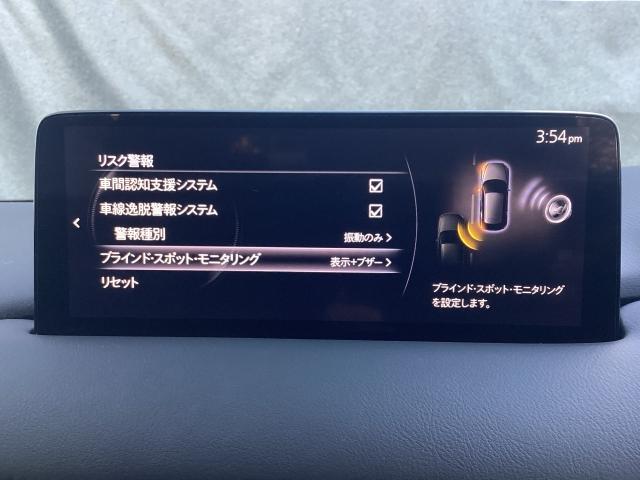 3:54 pm
リスク警報
車間認知支援システム
車線逸脱警報システム
警報種別 振動のみ
ブラインド・スポット・モニタリング 表示+ブザー
リセット
ブラインド・スポット・モニタリング
を設定します。